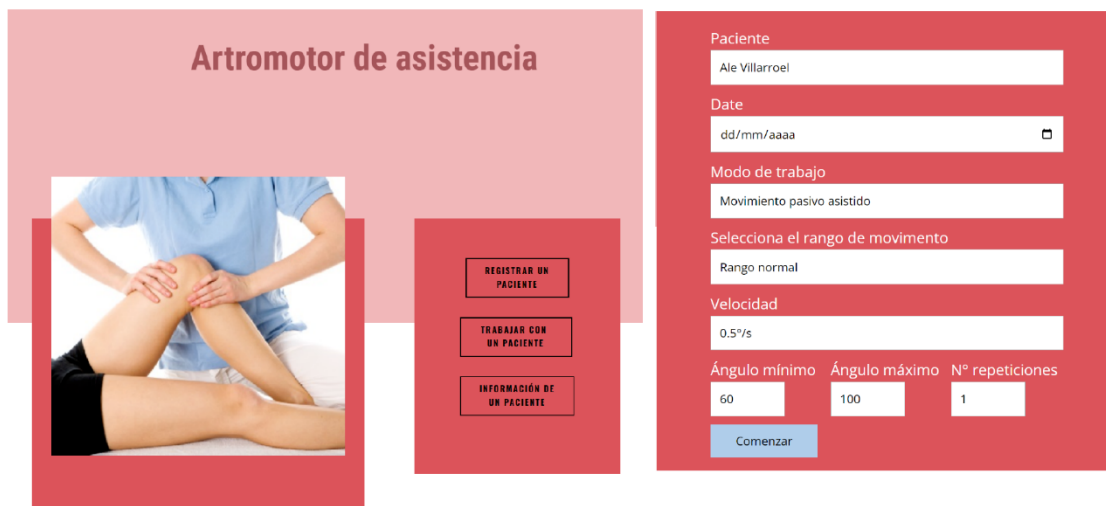 Artromotor de asistencia
REGISTRAR UN
PACIENTE
TRABAJAR CON
UN PACIENTE
INFORMACIÓN DE
UN PACIENTE
Paciente
Ale Villarroel
Date
dd/mm/aaaa
Modo de trabajo
Movimiento pasivo asistido
Selecciona el rango de movimento
Rango normal
Velocidad
0.5º/s
Ángulo mínimo Ángulo máximo Nº repeticiones
60 100 1
Comenzar